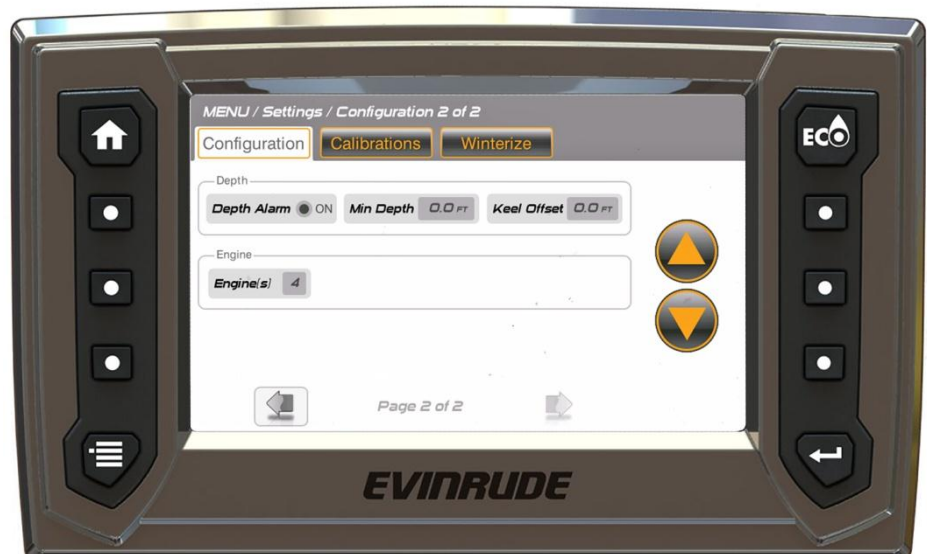 MENU / Settings / Configuration 2 of 2
Configuration Calibrations Winterize
Depth
Depth Alarm ON Min Depth 0.0 FT Keel Offset 0.0 FT
Engine
Engine(s) 4
Page 2 of 2
ECO
EVINRUDE